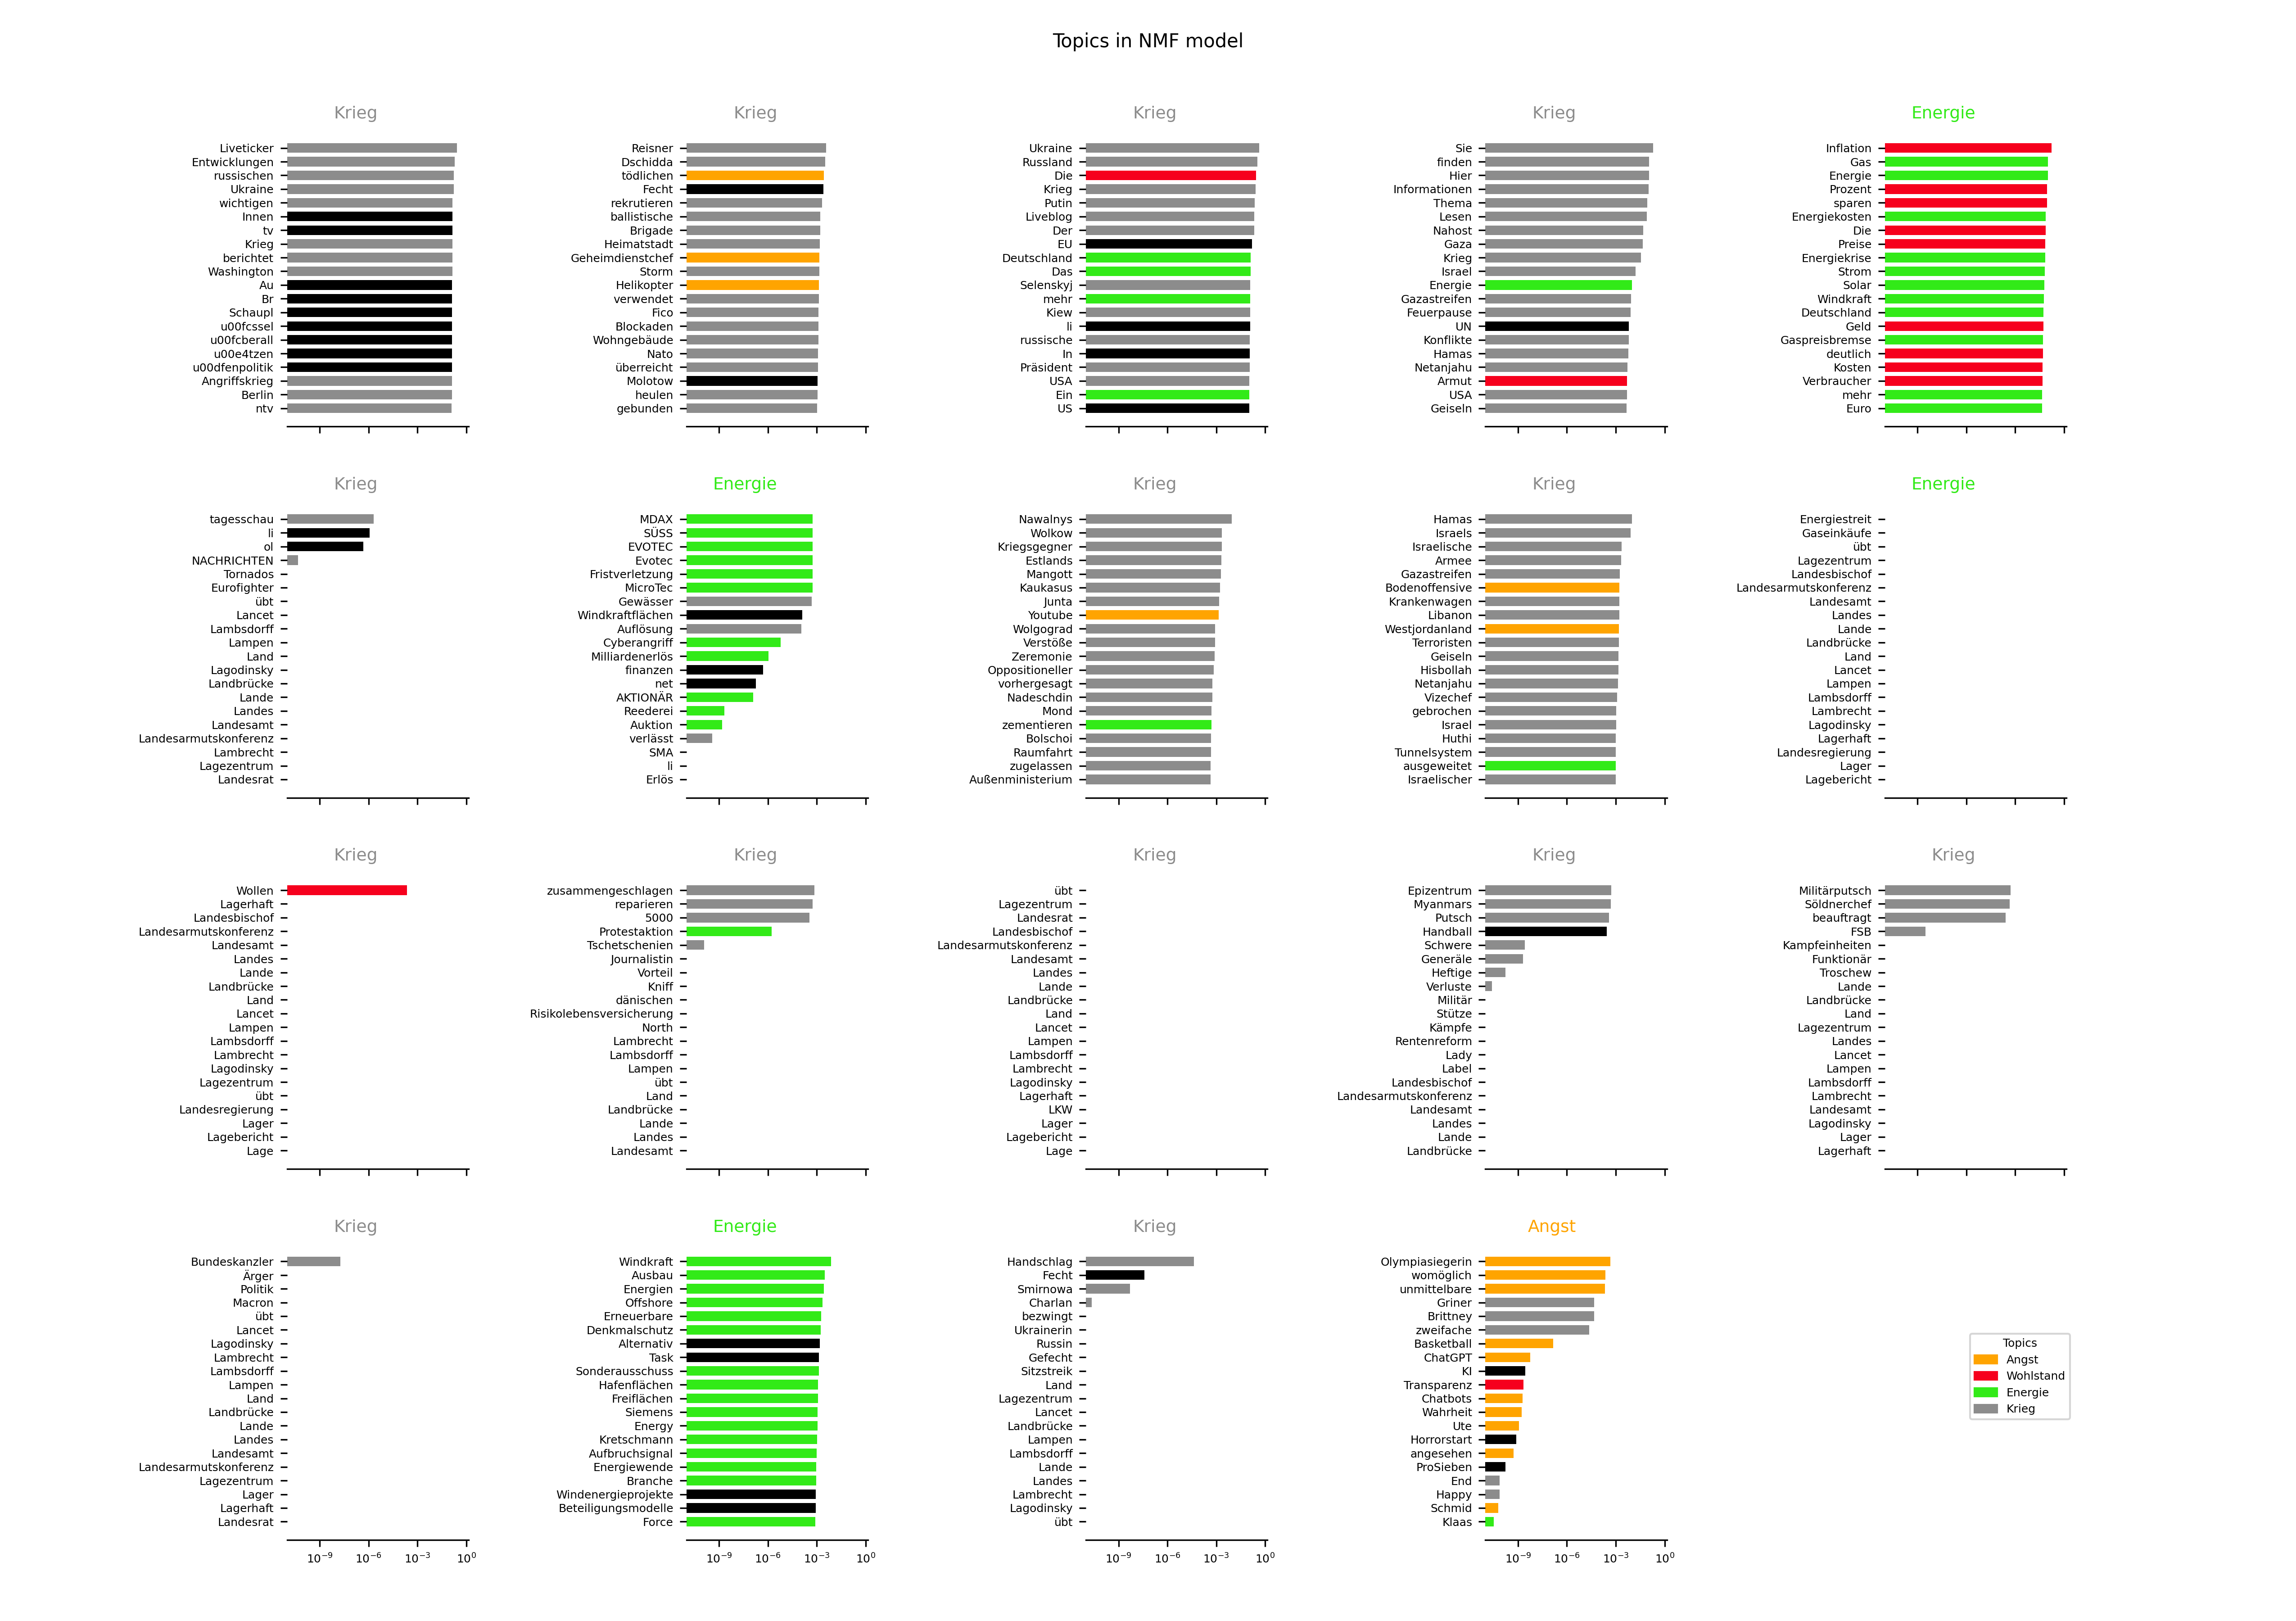 Topics in NMF model
Krieg
Liveticker
Entwicklungen
russischen
Ukraine
wichtigen
Innen
tv
Krieg
berichtet
Washington
Au
Br
Schaupl
u00fcssel
u00fcberall
u00e4tzen
u00dfenpolitik
Angriffskrieg
Berlin
ntv
Krieg
Reisner
Dschidda
tödlichen
Fecht
rekrutieren
ballistische
Brigade
Heimatstadt
Geheimdienstchef
Storm
Helikopter
verwendet
Fico
Blockaden
Wohngebäude
Nato
überreicht
Molotow
heulen
gebunden
Krieg
Ukraine
Russland
Die
Krieg
Putin
Liveblog
Der
EU
Deutschland
Das
Selenskyj
mehr
Kiew
li
russische
In
Präsident
USA
Ein
US
Krieg
Sie
finden
Hier
Informationen
Thema
Lesen
Nahost
Gaza
Krieg
Israel
Energie
Gazastreifen
Feuerpause
UN
Konflikte
Hamas
Netanjahu
Armut
USA
Geiseln
Energie
Inflation
Gas
Energie
Prozent
sparen
Energiekosten
Die
Preise
Energiekrise
Strom
Solar
Windkraft
Deutschland
Geld
Gaspreisbremse
deutlich
Kosten
Verbraucher
mehr
Euro
Krieg
tagesschau
li
ol
NACHRICHTEN
Tornados
Eurofighter
übt
Lancet
Lambsdorff
Lampen
Land
Lagodinsky
Landbrücke
Lande
Landes
Landesamt
Landesarmutskonferenz
Lambrecht
Lagezentrum
Landesrat
Energie
MDAX
SÜSS
EVOTEC
Evotec
Fristverletzung
MicroTec
Gewässer
Windkraftflächen
Auflösung
Cyberangriff
Milliardenerlös
finanzen
net
AKTIONÄR
Reederei
Auktion
verlässt
SMA
li
Erlös
Krieg
Nawalnys
Wolkow
Kriegsgegner
Estlands
Mangott
Kaukasus
Junta
Youtube
Wolgograd
Verstöße
Zeremonie
Oppositioneller
vorhergesagt
Nadeschdin
Mond
zementieren
Bolschoi
Raumfahrt
zugelassen
Außenministerium
Krieg
Hamas
Israels
Israelische
Armee
Gazastreifen
Bodenoffensive
Krankenwagen
Libanon
Westjordanland
Terroristen
Geiseln
Hisbollah
Netanjahu
Vizechef
gebrochen
Israel
Huthi
Tunnelsystem
ausgeweitet
Israelischer
Energie
Energiestreit
Gaseinkäufe
übt
Lagezentrum
Landesbischof
Landesarmutskonferenz
Landesamt
Landes
Lande
Landbrücke
Land
Lancet
Lampen
Lambsdorff
Lambrecht
Lagodinsky
Lagerhaft
Landesregierung
Lager
Lagebericht
Krieg
Wollen
Lagerhaft
Landesbischof
Landesarmutskonferenz
Landesamt
Landes
Lande
Landbrücke
Land
Lancet
Lampen
Lambsdorff
Lambrecht
Lagodinsky
Lagezentrum
übt
Landesregierung
Lager
Lagebericht
Lage
Krieg
zusammengeschlagen
reparieren
5000
Protestaktion
Tschetschenien
Journalistin
Vorteil
Kniff
dänischen
Risikolebensversicherung
North
Lambrecht
Lambsdorff
Lampen
übt
Land
Landbrücke
Lande
Landes
Landesamt
Krieg
übt
Lagezentrum
Landesrat
Landesbischof
Landesarmutskonferenz
Landesamt
Landes
Lande
Landbrücke
Land
Lancet
Lampen
Lambsdorff
Lambrecht
Lagodinsky
Lagerhaft
LKW
Lager
Lagebericht
Lage
Krieg
Epizentrum
Myanmars
Putsch
Handball
Schwere
Generäle
Heftige
Verluste
Militär
Stütze
Kämpfe
Rentenreform
Lady
Label
Landesbischof
Landesarmutskonferenz
Landesamt
Landes
Lande
Landbrücke
Krieg
Militärputsch
Söldnerchef
beauftragt
FSB
Kampfeinheiten
Funktionär
Troschew
Lande
Landbrücke
Land
Lagezentrum
Landes
Lancet
Lampen
Lambsdorff
Lambrecht
Landesamt
Lagodinsky
Lager
Lagerhaft
Krieg
Bundeskanzler
Ärger
Politik
Macron
übt
Lancet
Lagodinsky
Lambrecht
Lambsdorff
Lampen
Land
Landbrücke
Lande
Landes
Landesamt
Landesarmutskonferenz
Lagezentrum
Lager
Lagerhaft
Landesrat
10⁻⁹ 10⁻⁶ 10⁻³ 10⁰
Energie
Windkraft
Ausbau
Energien
Offshore
Erneuerbare
Denkmalschutz
Alternativ
Task
Sonderausschuss
Hafenflächen
Freiflächen
Siemens
Energy
Kretschmann
Aufbruchsignal
Energiewende
Branche
Windenergieprojekte
Beteiligungsmodelle
Force
10⁻⁹ 10⁻⁶ 10⁻³ 10⁰
Krieg
Handschlag
Fecht
Smirnowa
Charlan
bezwingt
Ukrainerin
Russin
Gefecht
Sitzstreik
Land
Lagezentrum
Lancet
Landbrücke
Lampen
Lambsdorff
Lande
Landes
Lambrecht
Lagodinsky
übt
10⁻⁹ 10⁻⁶ 10⁻³ 10⁰
Angst
Olympiasiegerin
womöglich
unmittelbare
Griner
Brittney
zweifache
Basketball
ChatGPT
KI
Transparenz
Chatbots
Wahrheit
Ute
Horrorstart
angesehen
ProSieben
End
Happy
Schmid
Klaas
10⁻⁹ 10⁻⁶ 10⁻³ 10⁰
Topics
Angst
Wohlstand
Energie
Krieg